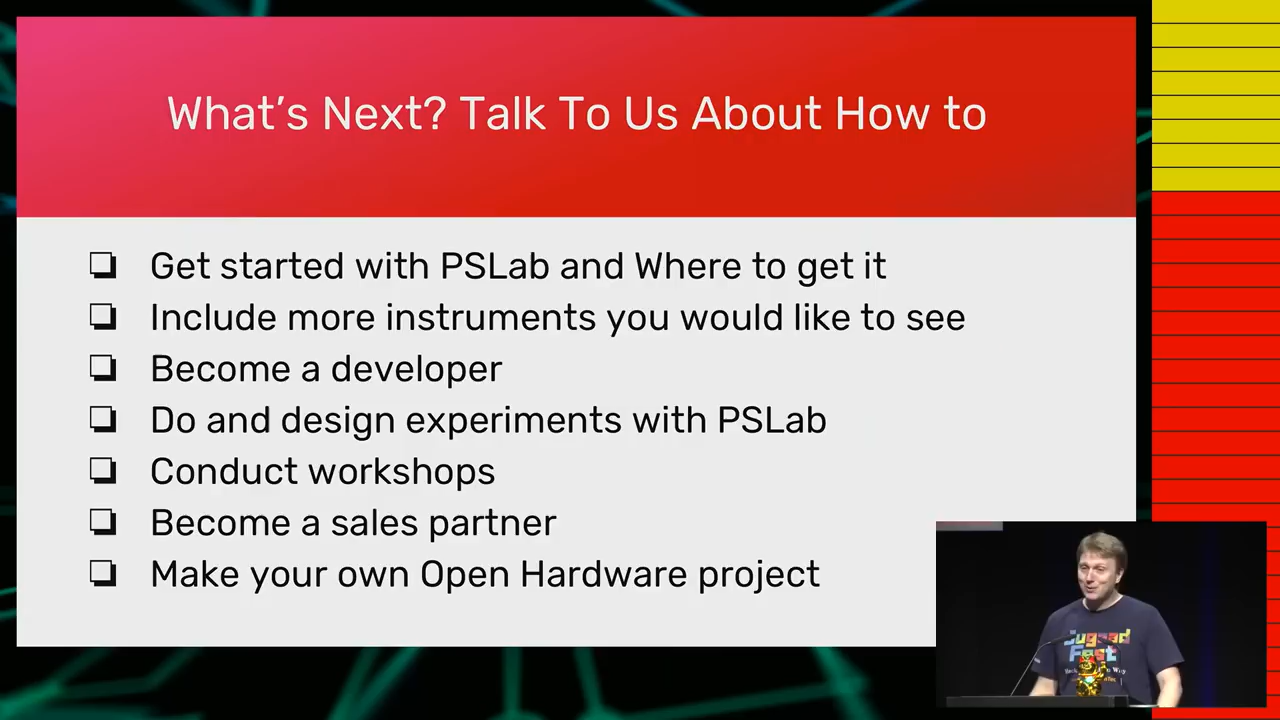 What's Next? Talk To Us About How to
❏ Get started with PSLab and Where to get it
❏ Include more instruments you would like to see
❏ Become a developer
❏ Do and design experiments with PSLab
❏ Conduct workshops
❏ Become a sales partner
❏ Make your own Open Hardware project
Jugaad
Fest